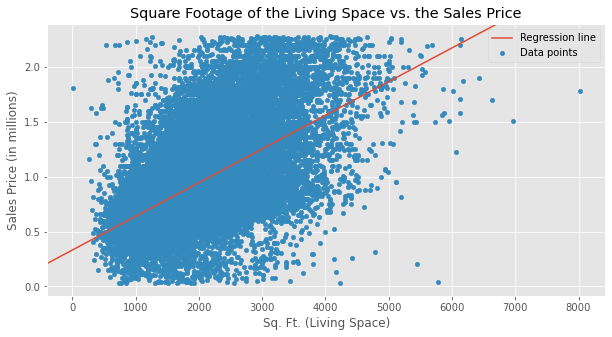 Square Footage of the Living Space vs. the Sales Price
Regression line
Data points
Sales Price (in millions)
2.0
1.5
1.0
0.5
0.0
0 1000 2000 3000 4000 5000 6000 7000 8000
Sq. Ft. (Living Space)